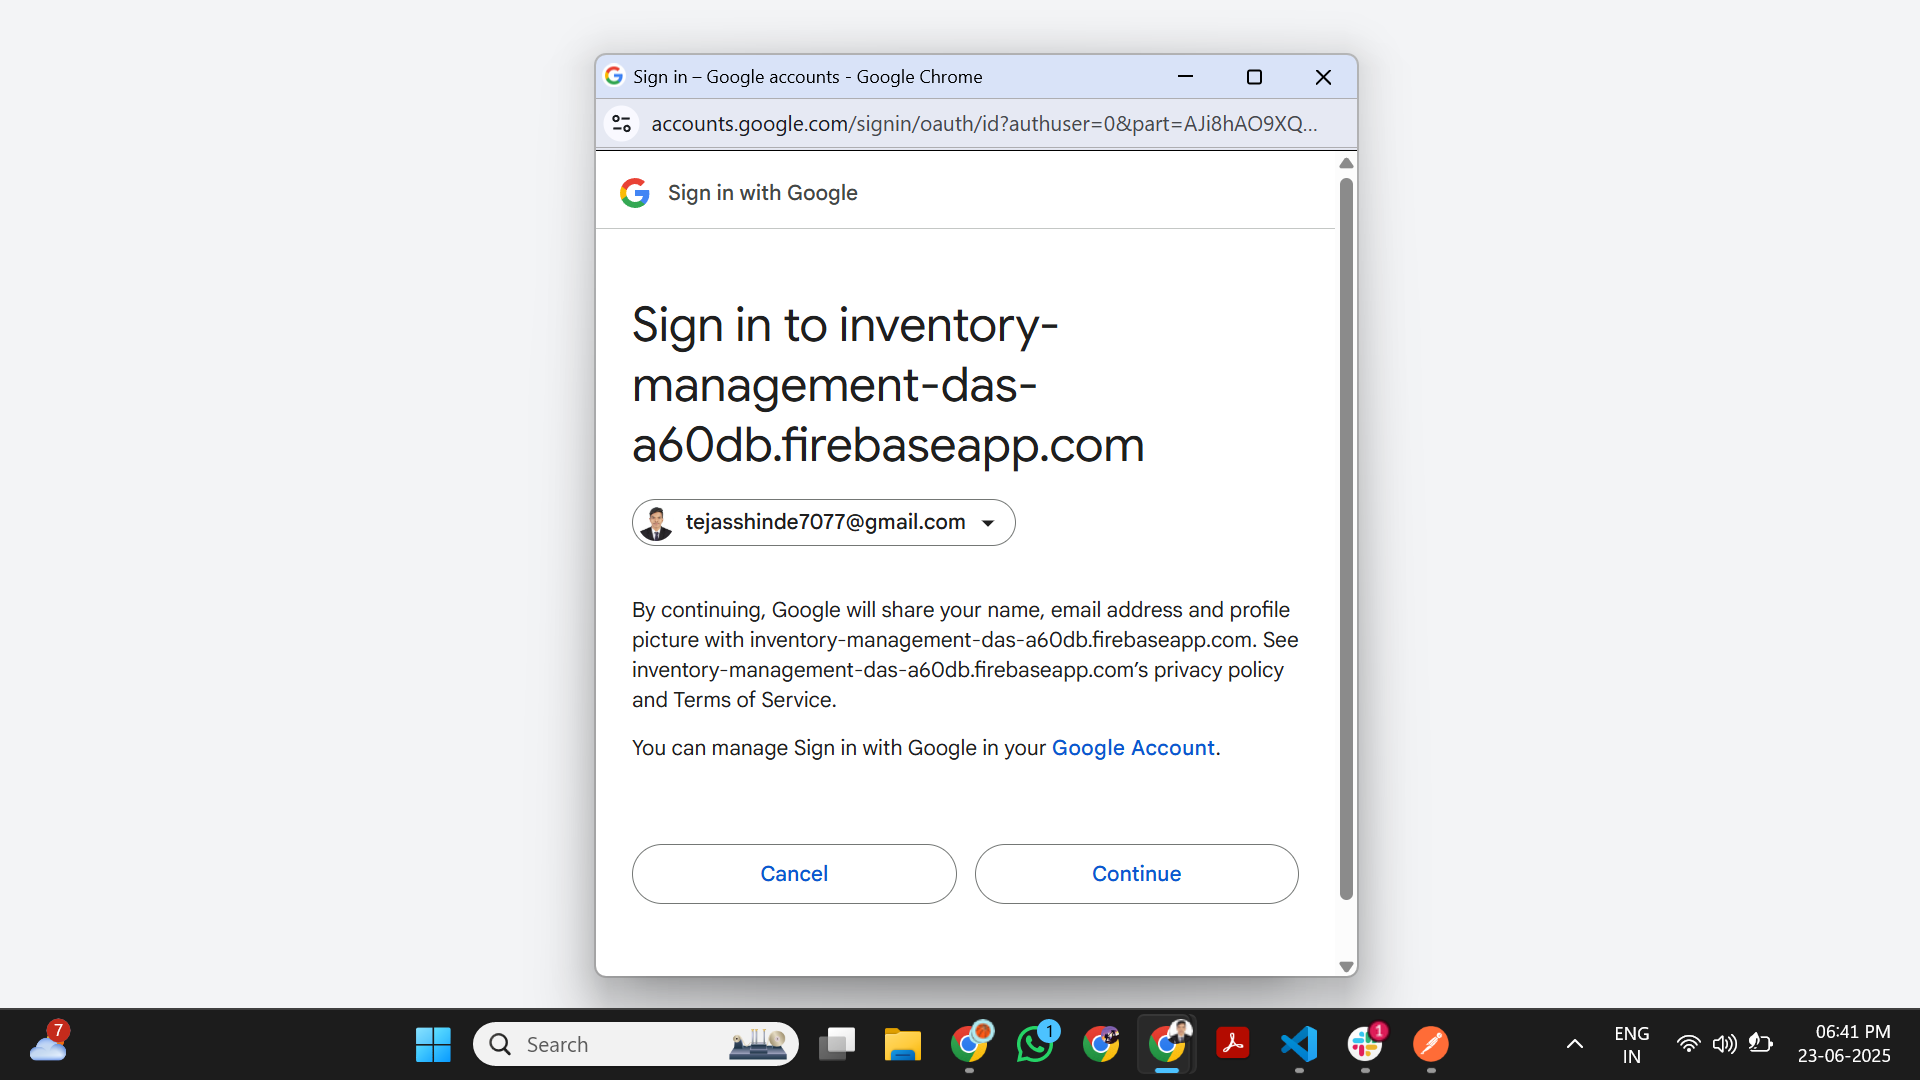 Sign in – Google accounts - Google Chrome
accounts.google.com/signin/oauth/id?authuser=0&part=AJi8hAO9XQ...
Sign in with Google
Sign in to inventory-
management-das-
a60db.firebaseapp.com
tejasshinde7077@gmail.com
By continuing, Google will share your name, email address and profile
picture with inventory-management-das-a60db.firebaseapp.com. See
inventory-management-das-a60db.firebaseapp.com’s privacy policy
and Terms of Service.
You can manage Sign in with Google in your Google Account.
Cancel
Continue
7
Search
1
1
ENG
IN
06:41 PM
23-06-2025